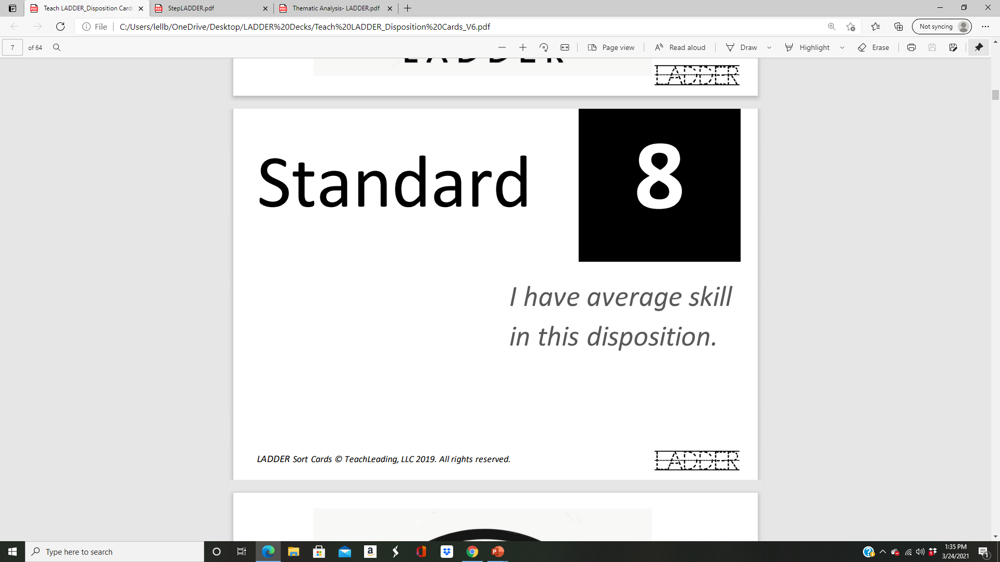 Teach LADDER_Disposition Cards
StepLADDER.pdf
Thematic Analysis- LADDER.pdf
File
C:/Users/lellb/OneDrive/Desktop/LADDER%20Decks/Teach%20LADDER_Disposition%20Cards_V6.pdf
Not syncing
7 of 64
Page view
Read aloud
Draw
Highlight
Erase
LADDER
LADDER
Standard
8
I have average skill
in this disposition.
LADDER Sort Cards © TeachLeading, LLC 2019. All rights reserved.
LADDER
Type here to search
1:35 PM
3/24/2021